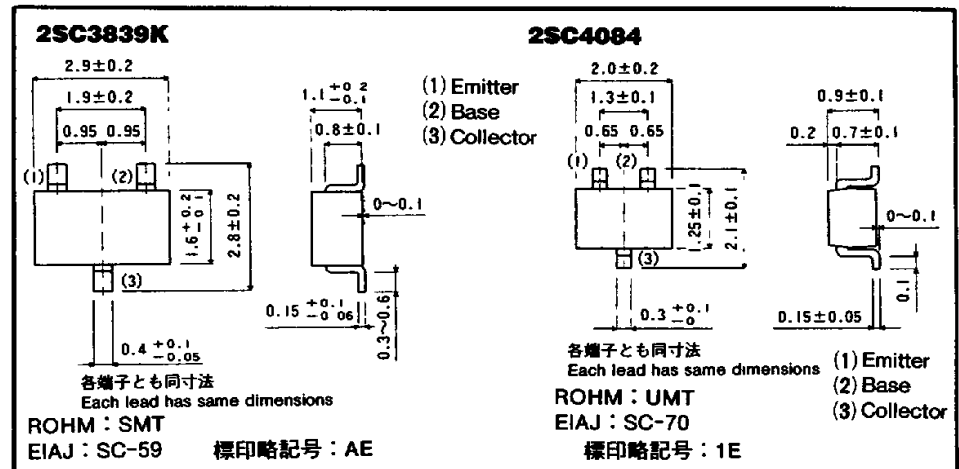 2SC3839K
2.9±0.2
1.9±0.2
0.95 0.95
(1) (2)
(3)
1.6 +0.2 -0.1
2.8±0.2
0.4 +0.1 -0.05
各端子とも同寸法
Each lead has same dimensions
1.1 +0.2 -0.1
0.8±0.1
0~0.1
0.15 +0.1 -0.06
0.3~0.6
(1) Emitter
(2) Base
(3) Collector
ROHM：SMT
EIAJ：SC-59
標印略記号：AE
2SC4084
2.0±0.2
1.3±0.1
0.65 0.65
(1) (2)
(3)
1.25±0.1
2.1±0.1
0.3 +0.1 -0
各端子とも同寸法
Each lead has same dimensions
0.9±0.1
0.2 0.7±0.1
0~0.1
0.1
0.15±0.05
(1) Emitter
(2) Base
(3) Collector
ROHM：UMT
EIAJ：SC-70
標印略記号：1E